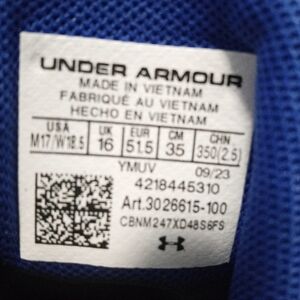 UNDER ARMOUR
MADE IN VIETNAM
FABRIQUÉ AU VIETNAM
HECHO EN VIETNAM
USA UK EUR CM CHN
M17/W18.5 16 51.5 35 350(2.5)
YMUV 09/23
4218445310
Art.3026615-100
CBNM247XD48S6FS